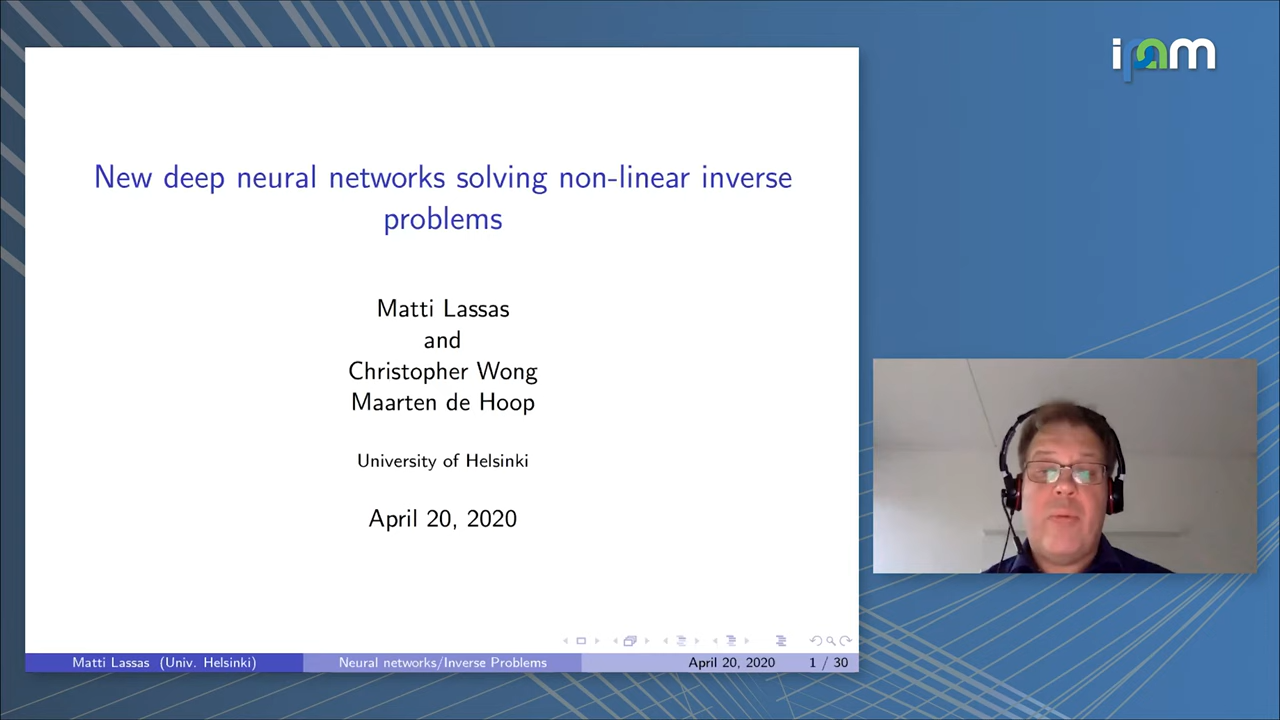 ipam
New deep neural networks solving non-linear inverse
problems
Matti Lassas
and
Christopher Wong
Maarten de Hoop
University of Helsinki
April 20, 2020
Matti Lassas (Univ. Helsinki) Neural networks/Inverse Problems April 20, 2020 1 / 30